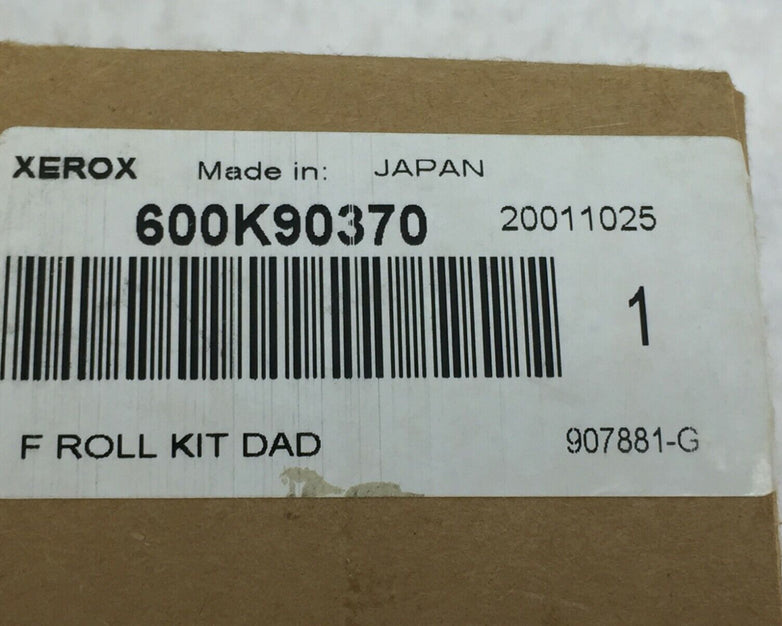 XEROX Made in: JAPAN
600K90370 20011025
1
F ROLL KIT DAD 907881-G